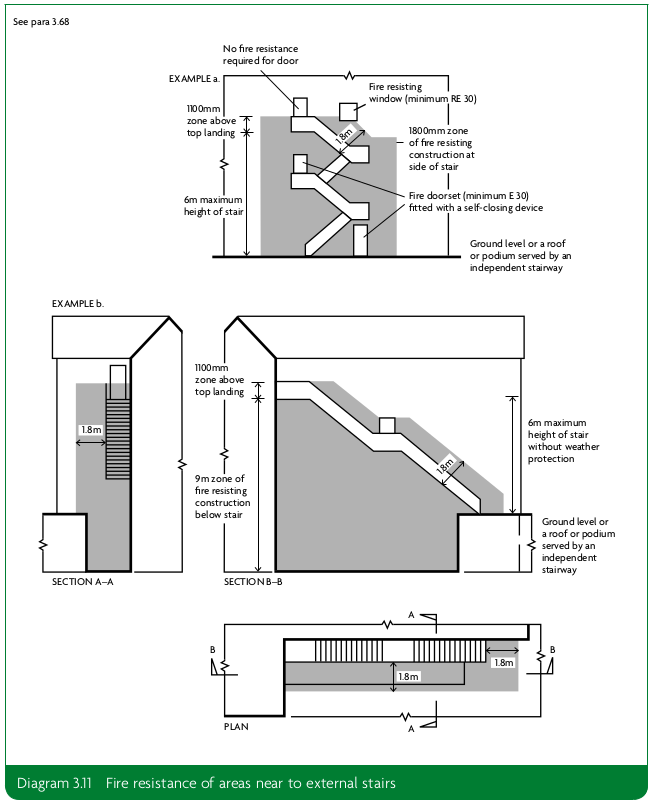 See para 3.68
No fire resistance
required for door
EXAMPLE a.
Fire resisting
window (minimum RE 30)
1100mm
zone above
top landing
1.8m
1800mm zone
of fire resisting
construction at
side of stair
6m maximum
height of stair
Fire doorset (minimum E 30)
fitted with a self-closing device
Ground level or a roof
or podium served by an
independent stairway
EXAMPLE b.
1100mm
zone above
top landing
1.8m
6m maximum
height of stair
without weather
protection
1.8m
9m zone of
fire resisting
construction
below stair
Ground level or
a roof or podium
served by an
independent
stairway
SECTION A–A
SECTION B–B
A
B
B
1.8m
1.8m
PLAN
A
Diagram 3.11 Fire resistance of areas near to external stairs